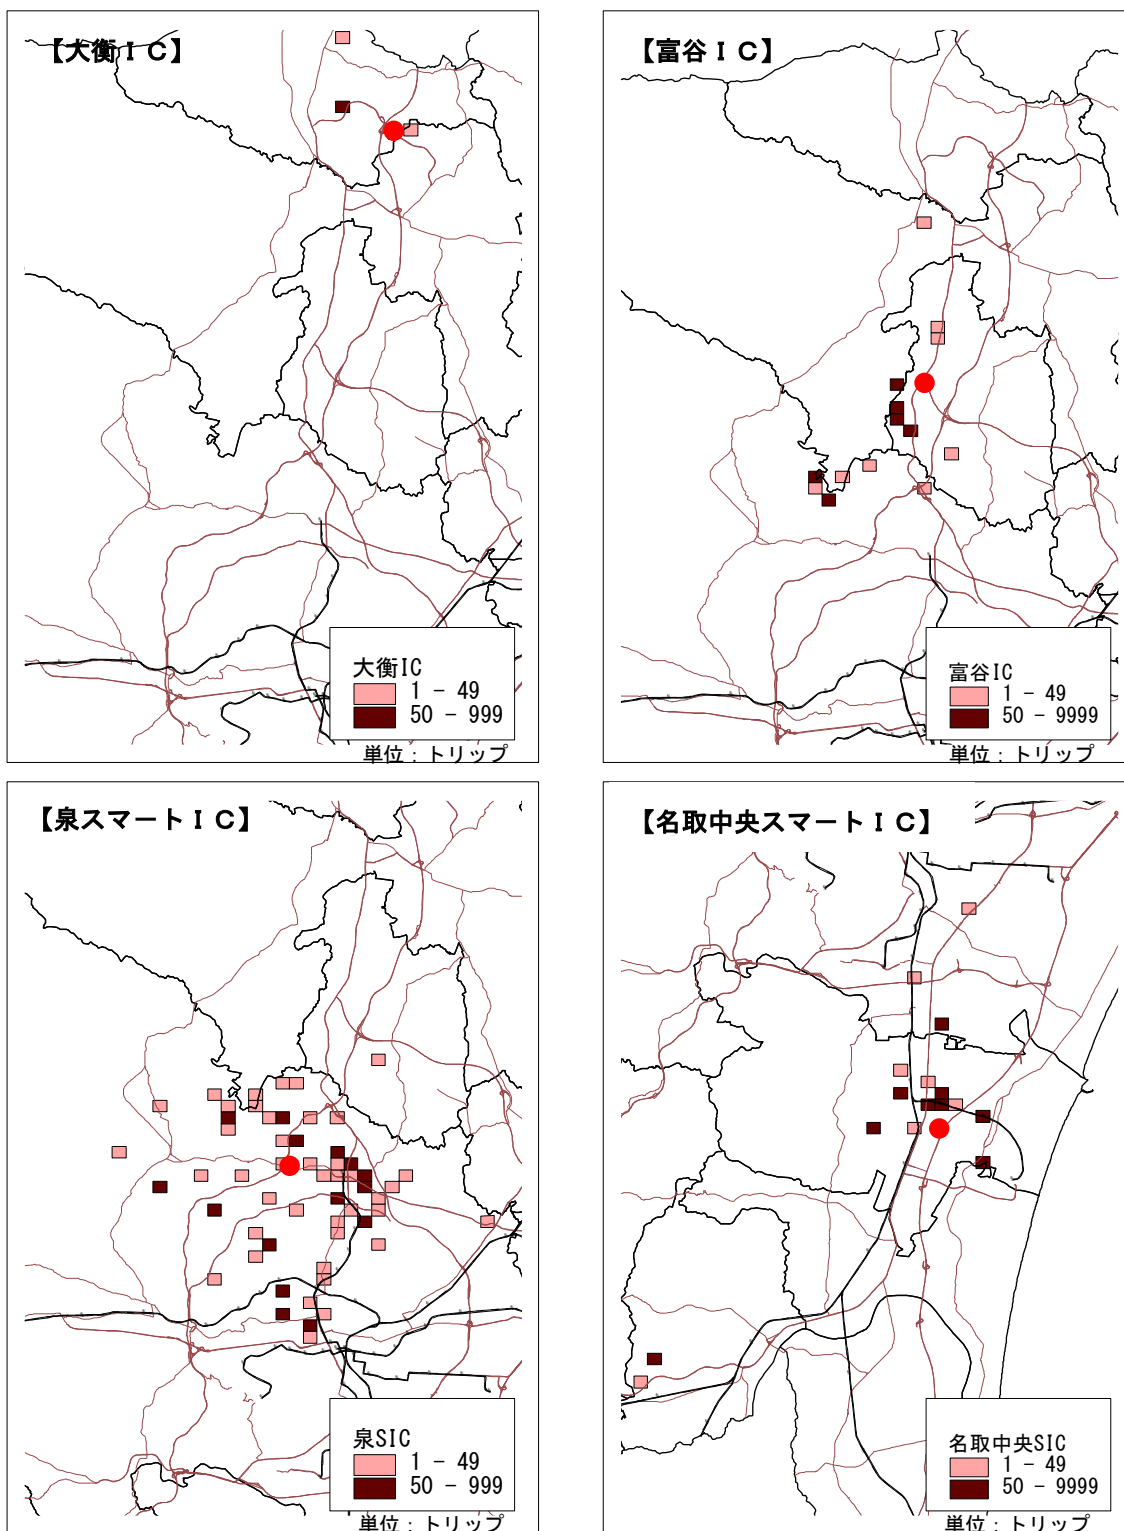 【大衡ＩＣ】
大衡IC
1 - 49
50 - 999
単位：トリップ
【富谷ＩＣ】
富谷IC
1 - 49
50 - 9999
単位：トリップ
【泉スマートＩＣ】
泉SIC
1 - 49
50 - 999
単位：トリップ
【名取中央スマートＩＣ】
名取中央SIC
1 - 49
50 - 9999
単位：トリップ